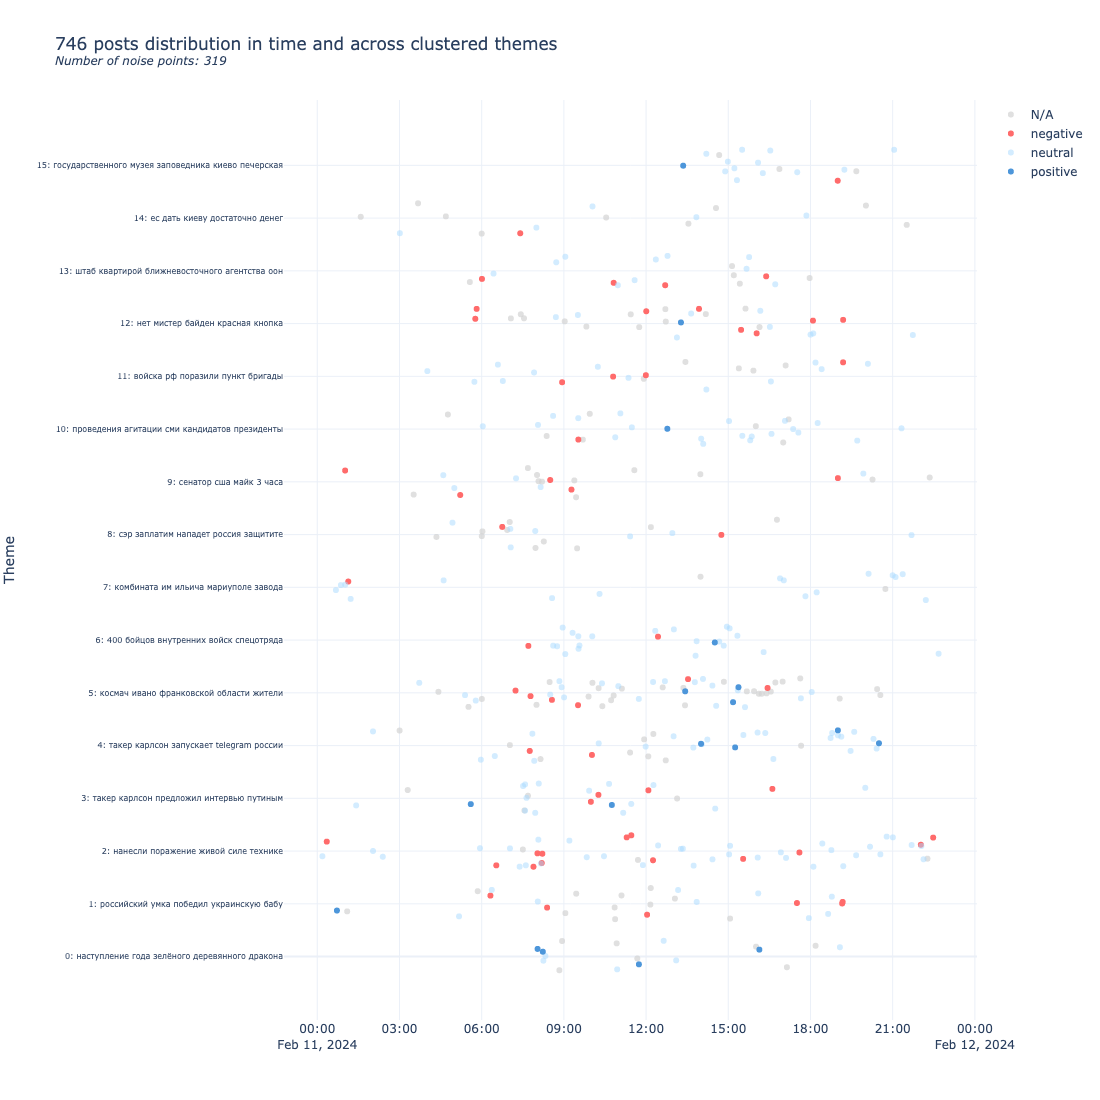 746 posts distribution in time and across clustered themes
Number of noise points: 319
N/A
negative
neutral
positive
Theme
15: государственного музея заповедника киево печерская
14: ес дать киеву достаточно денег
13: штаб квартирой ближневосточного агентства оон
12: нет мистер байден красная кнопка
11: войска рф поразили пункт бригады
10: проведения агитации сми кандидатов президенты
9: сенатор сша майк 3 часа
8: сэр заплатим нападет россия защитите
7: комбината им ильича мариуполе завода
6: 400 бойцов внутренних войск спецотряда
5: космач ивано франковской области жители
4: такер карлсон запускает telegram россии
3: такер карлсон предложил интервью путиным
2: нанесли поражение живой силе технике
1: российский умка победил украинскую бабу
0: наступление года зелёного деревянного дракона
00:00 03:00 06:00 09:00 12:00 15:00 18:00 21:00 00:00
Feb 11, 2024 Feb 12, 2024